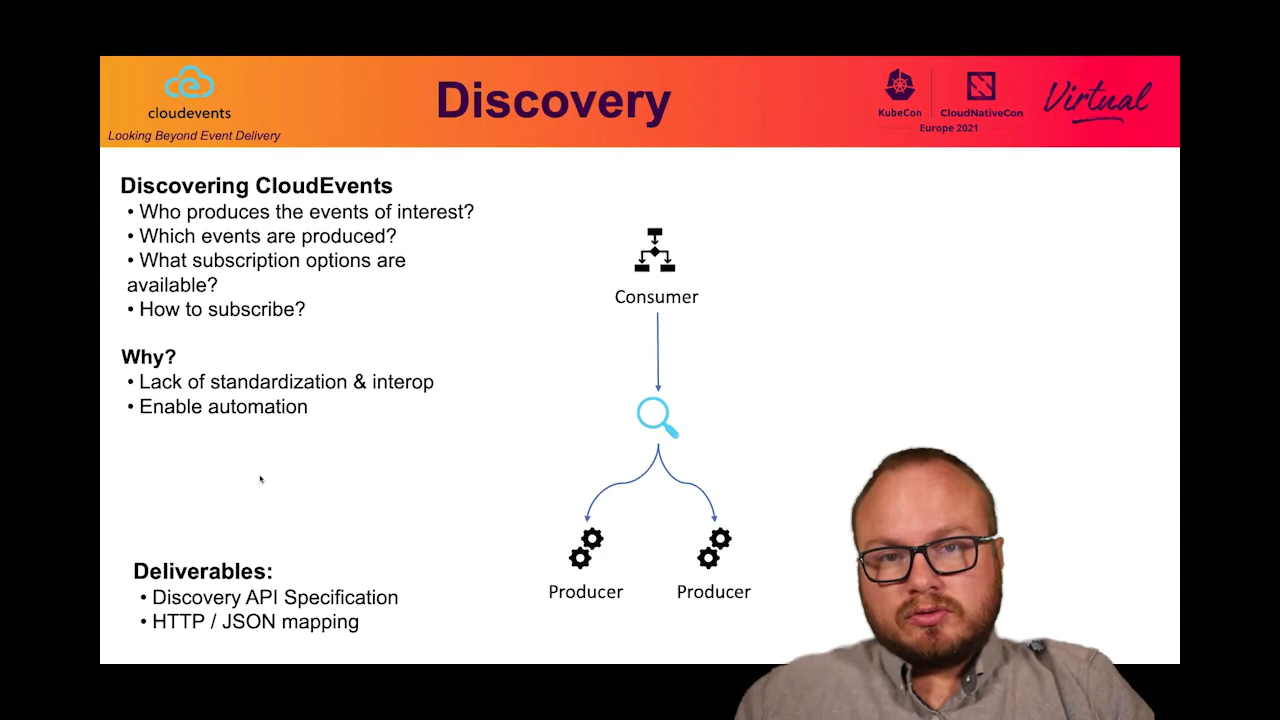 cloudevents
Looking Beyond Event Delivery
Discovery
KubeCon
CloudNativeCon
Europe 2021
Virtual
Discovering CloudEvents
• Who produces the events of interest?
• Which events are produced?
• What subscription options are
available?
• How to subscribe?
Why?
• Lack of standardization & interop
• Enable automation
Deliverables:
• Discovery API Specification
• HTTP / JSON mapping
Consumer
Producer
Producer